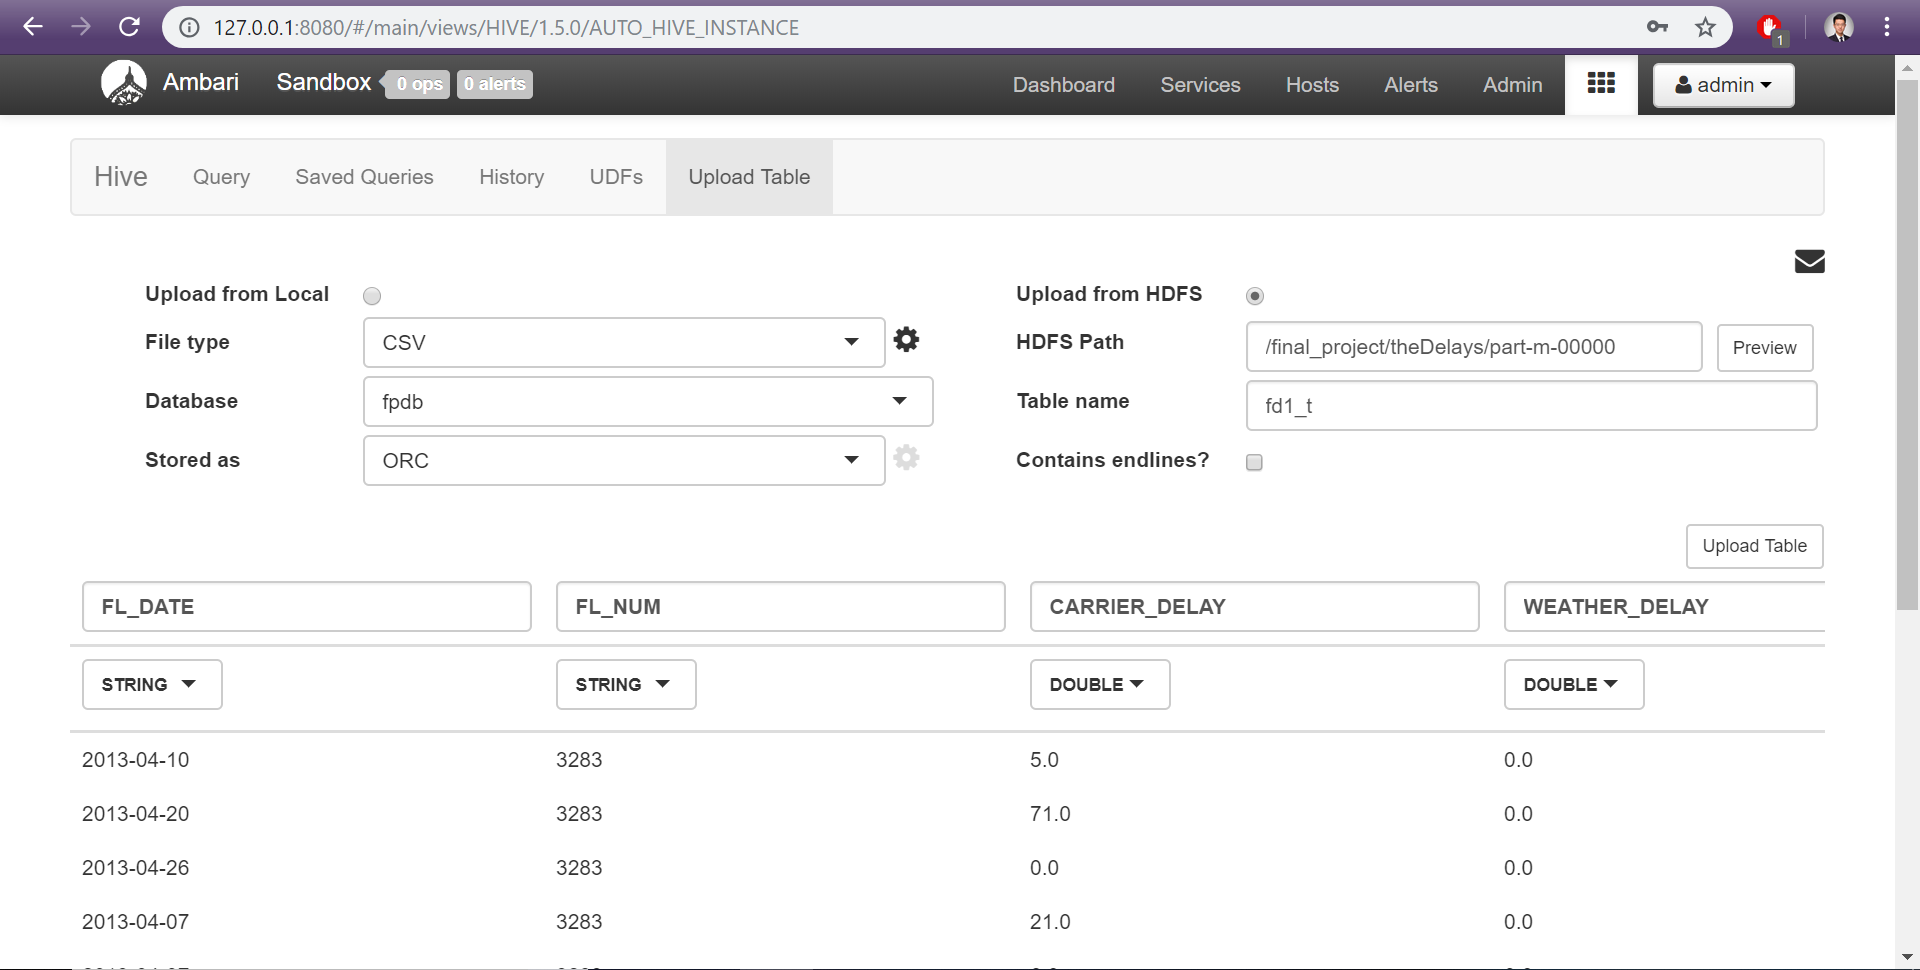 127.0.0.1:8080/#/main/views/HIVE/1.5.0/AUTO_HIVE_INSTANCE
1
Ambari Sandbox 0 ops 0 alerts Dashboard Services Hosts Alerts Admin admin
Hive Query Saved Queries History UDFs Upload Table
Upload from Local Upload from HDFS
File type CSV HDFS Path /final_project/theDelays/part-m-00000 Preview
Database fpdb Table name fd1_t
Stored as ORC Contains endlines?
Upload Table
FL_DATE FL_NUM CARRIER_DELAY WEATHER_DELAY
STRING STRING DOUBLE DOUBLE
2013-04-10 3283 5.0 0.0
2013-04-20 3283 71.0 0.0
2013-04-26 3283 0.0 0.0
2013-04-07 3283 21.0 0.0